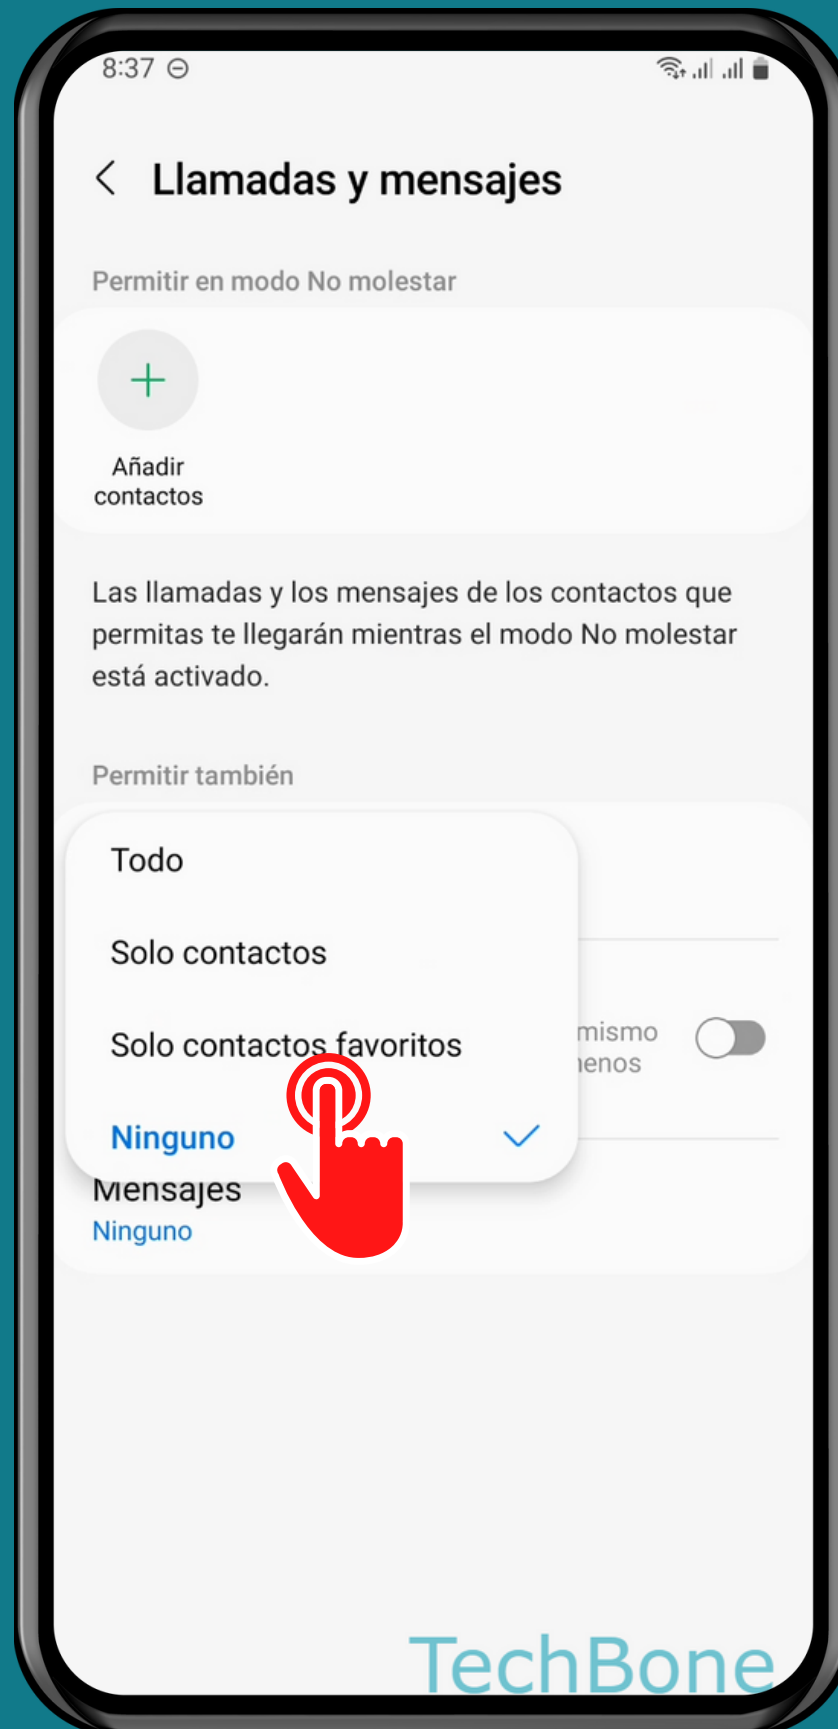 8:37
Llamadas y mensajes
Permitir en modo No molestar
Añadir
contactos
Las llamadas y los mensajes de los contactos que
permitas te llegarán mientras el modo No molestar
está activado.
Permitir también
Todo
Solo contactos
Solo contactos favoritos
mismo
Ninguno
Mensajes
Ninguno
TechBone